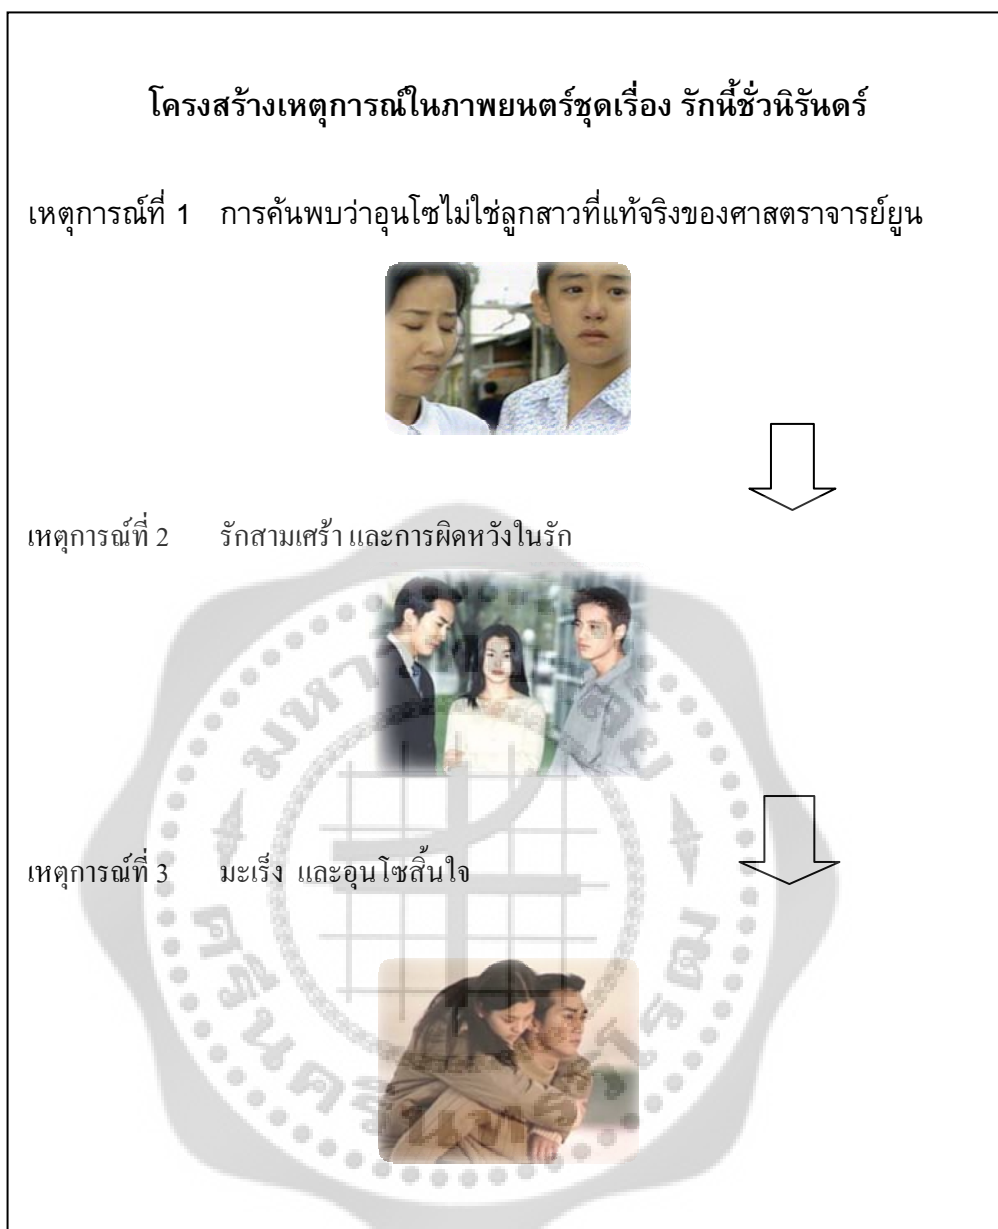 โครงสร้างเหตุการณ์ในภาพยนตร์ชุดเรื่อง รักนี้ชั่วนิรันดร์
เหตุการณ์ที่ 1 การค้นพบว่าอุนโซไม่ใช่ลูกสาวที่แท้จริงของศาสตราจารย์ยูน
เหตุการณ์ที่ 2 รักสามเศร้า และการผิดหวังในรัก
เหตุการณ์ที่ 3 มะเร็ง และอุนโซสิ้นใจ